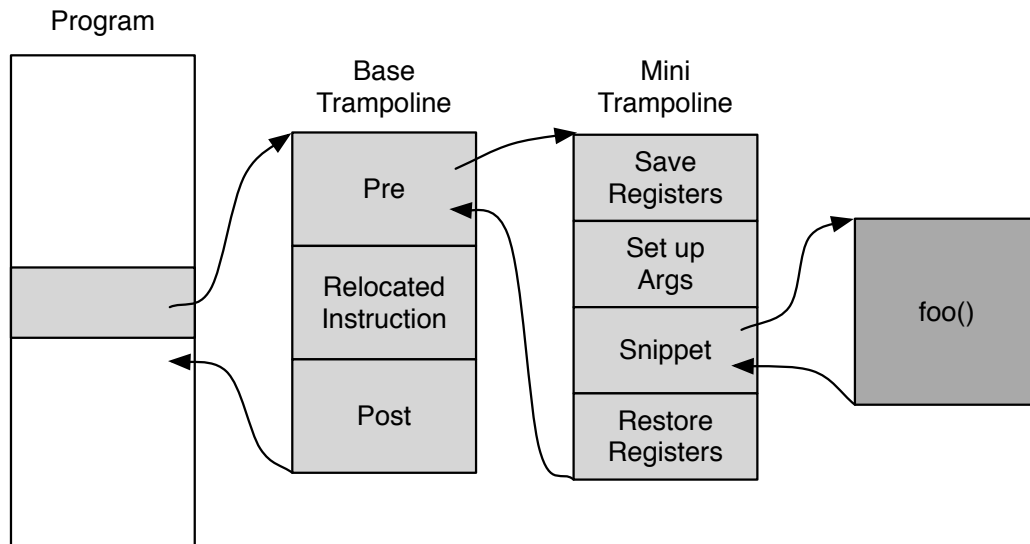 Program
Base
Trampoline
Mini
Trampoline
Pre
Relocated
Instruction
Post
Save
Registers
Set up
Args
Snippet
Restore
Registers
foo()